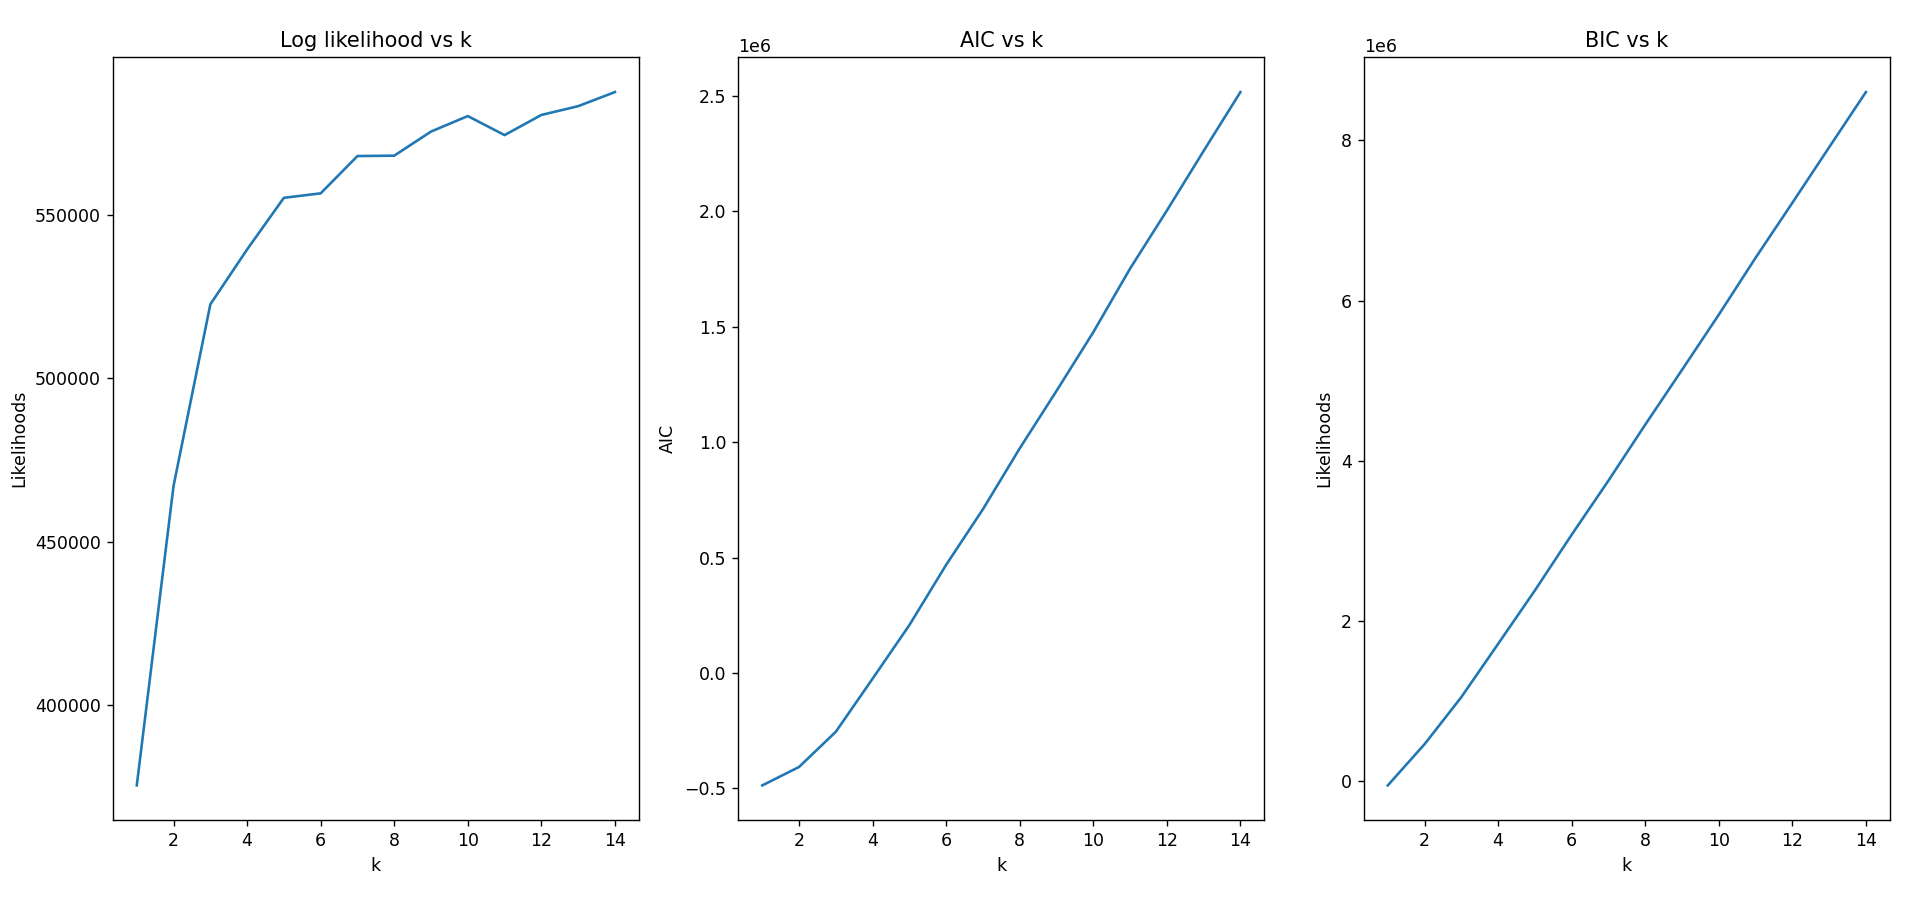 Log likelihood vs k
Likelihoods
550000
500000
450000
400000
2 4 6 8 10 12 14
k
AIC vs k
1e6
AIC
2.5
2.0
1.5
1.0
0.5
0.0
−0.5
2 4 6 8 10 12 14
k
BIC vs k
1e6
Likelihoods
8
6
4
2
0
2 4 6 8 10 12 14
k